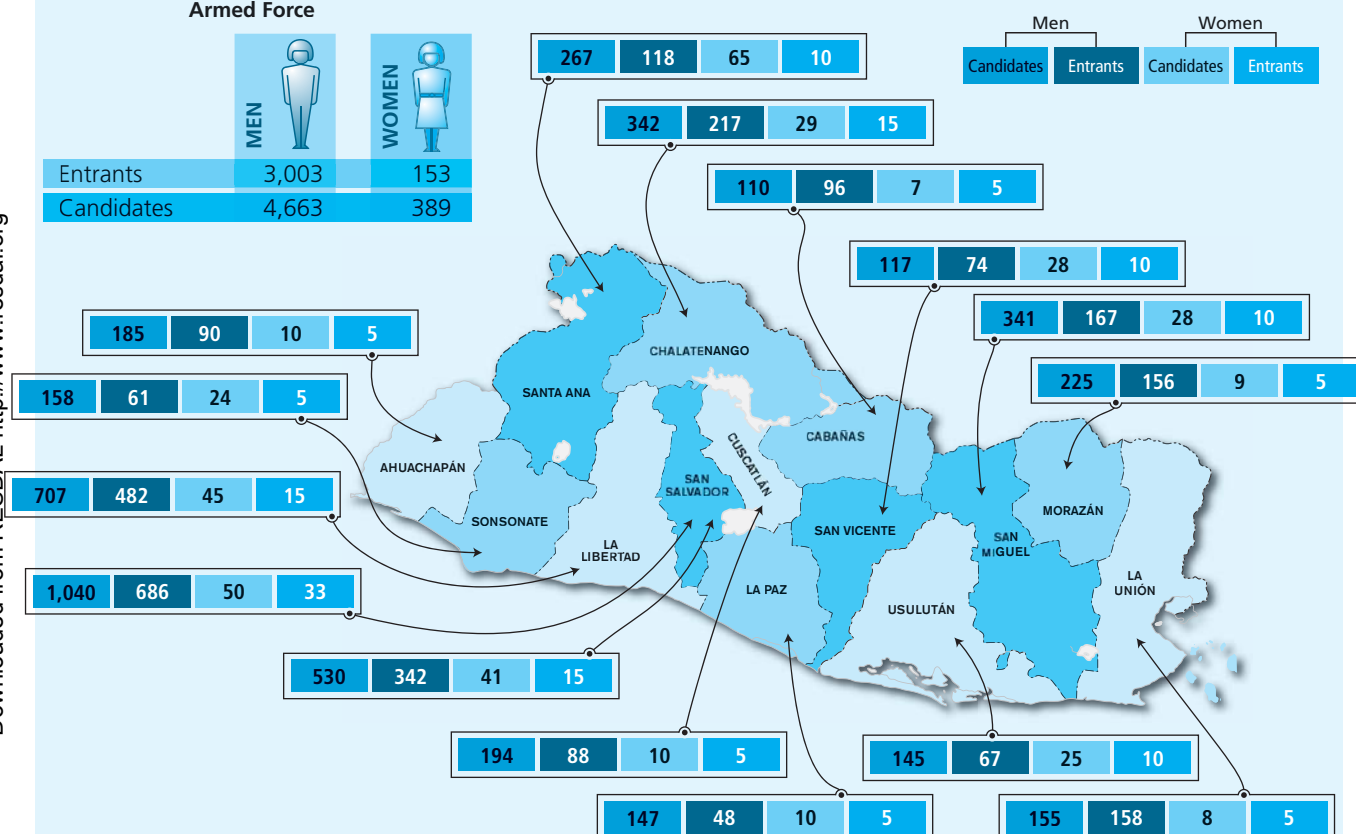 Armed Force
MEN
WOMEN
Entrants 3,003 153
Candidates 4,663 389
Men Women
Candidates Entrants Candidates Entrants
267 118 65 10
342 217 29 15
110 96 7 5
117 74 28 10
341 167 28 10
225 156 9 5
185 90 10 5
158 61 24 5
707 482 45 15
1,040 686 50 33
530 342 41 15
194 88 10 5
147 48 10 5
145 67 25 10
155 158 8 5
CHALATENANGO
SANTA ANA
CABAÑAS
CUSCATLÁN
AHUACHAPÁN
SAN
SALVADOR
SONSONATE
LA
LIBERTAD
SAN VICENTE
MORAZÁN
SAN
MIGUEL
LA PAZ
USULUTÁN
LA
UNIÓN